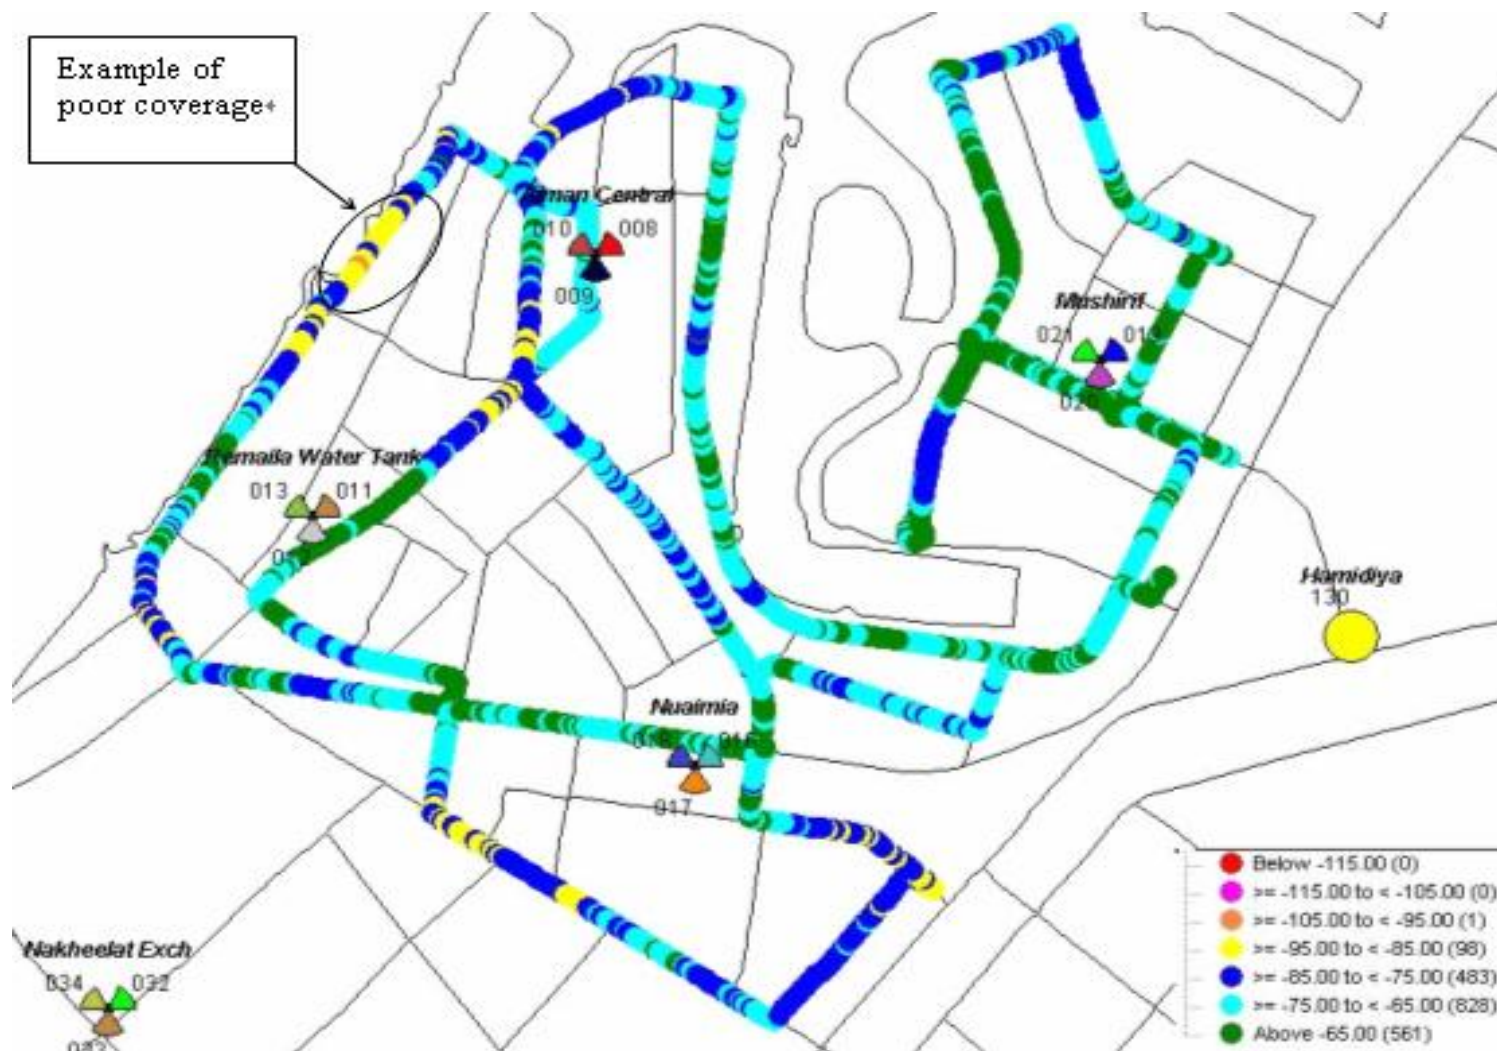 Example of
poor coverage
Ajman Central
010
008
009
Mushirif
021
020
Remaila Water Tank
013
011
Hamidiya
130
Nuaimia
016
017
Nakheelat Exch
034
032
Below -115.00 (0)
>= -115.00 to < -105.00 (0)
>= -105.00 to < -95.00 (1)
>= -95.00 to < -85.00 (98)
>= -85.00 to < -75.00 (483)
>= -75.00 to < -65.00 (828)
Above -65.00 (561)